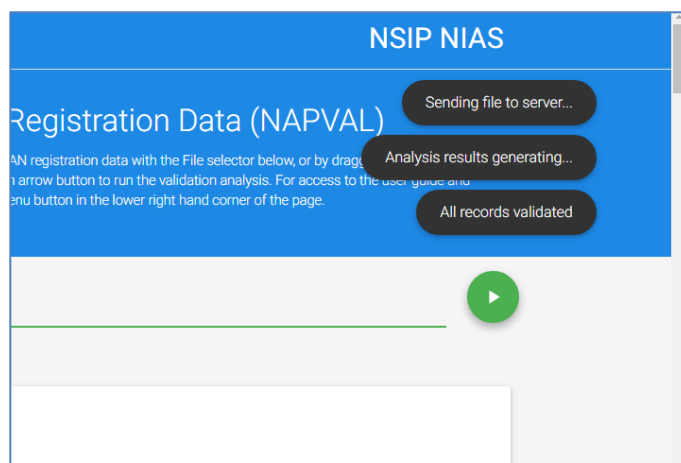 NSIP NIAS
Registration Data (NAPVAL)
Sending file to server...
AN registration data with the File selector below, or by
Analysis results generating...
arrow button to run the validation analysis. For access to the user guide and
enu button in the lower right hand corner of the page.
All records validated